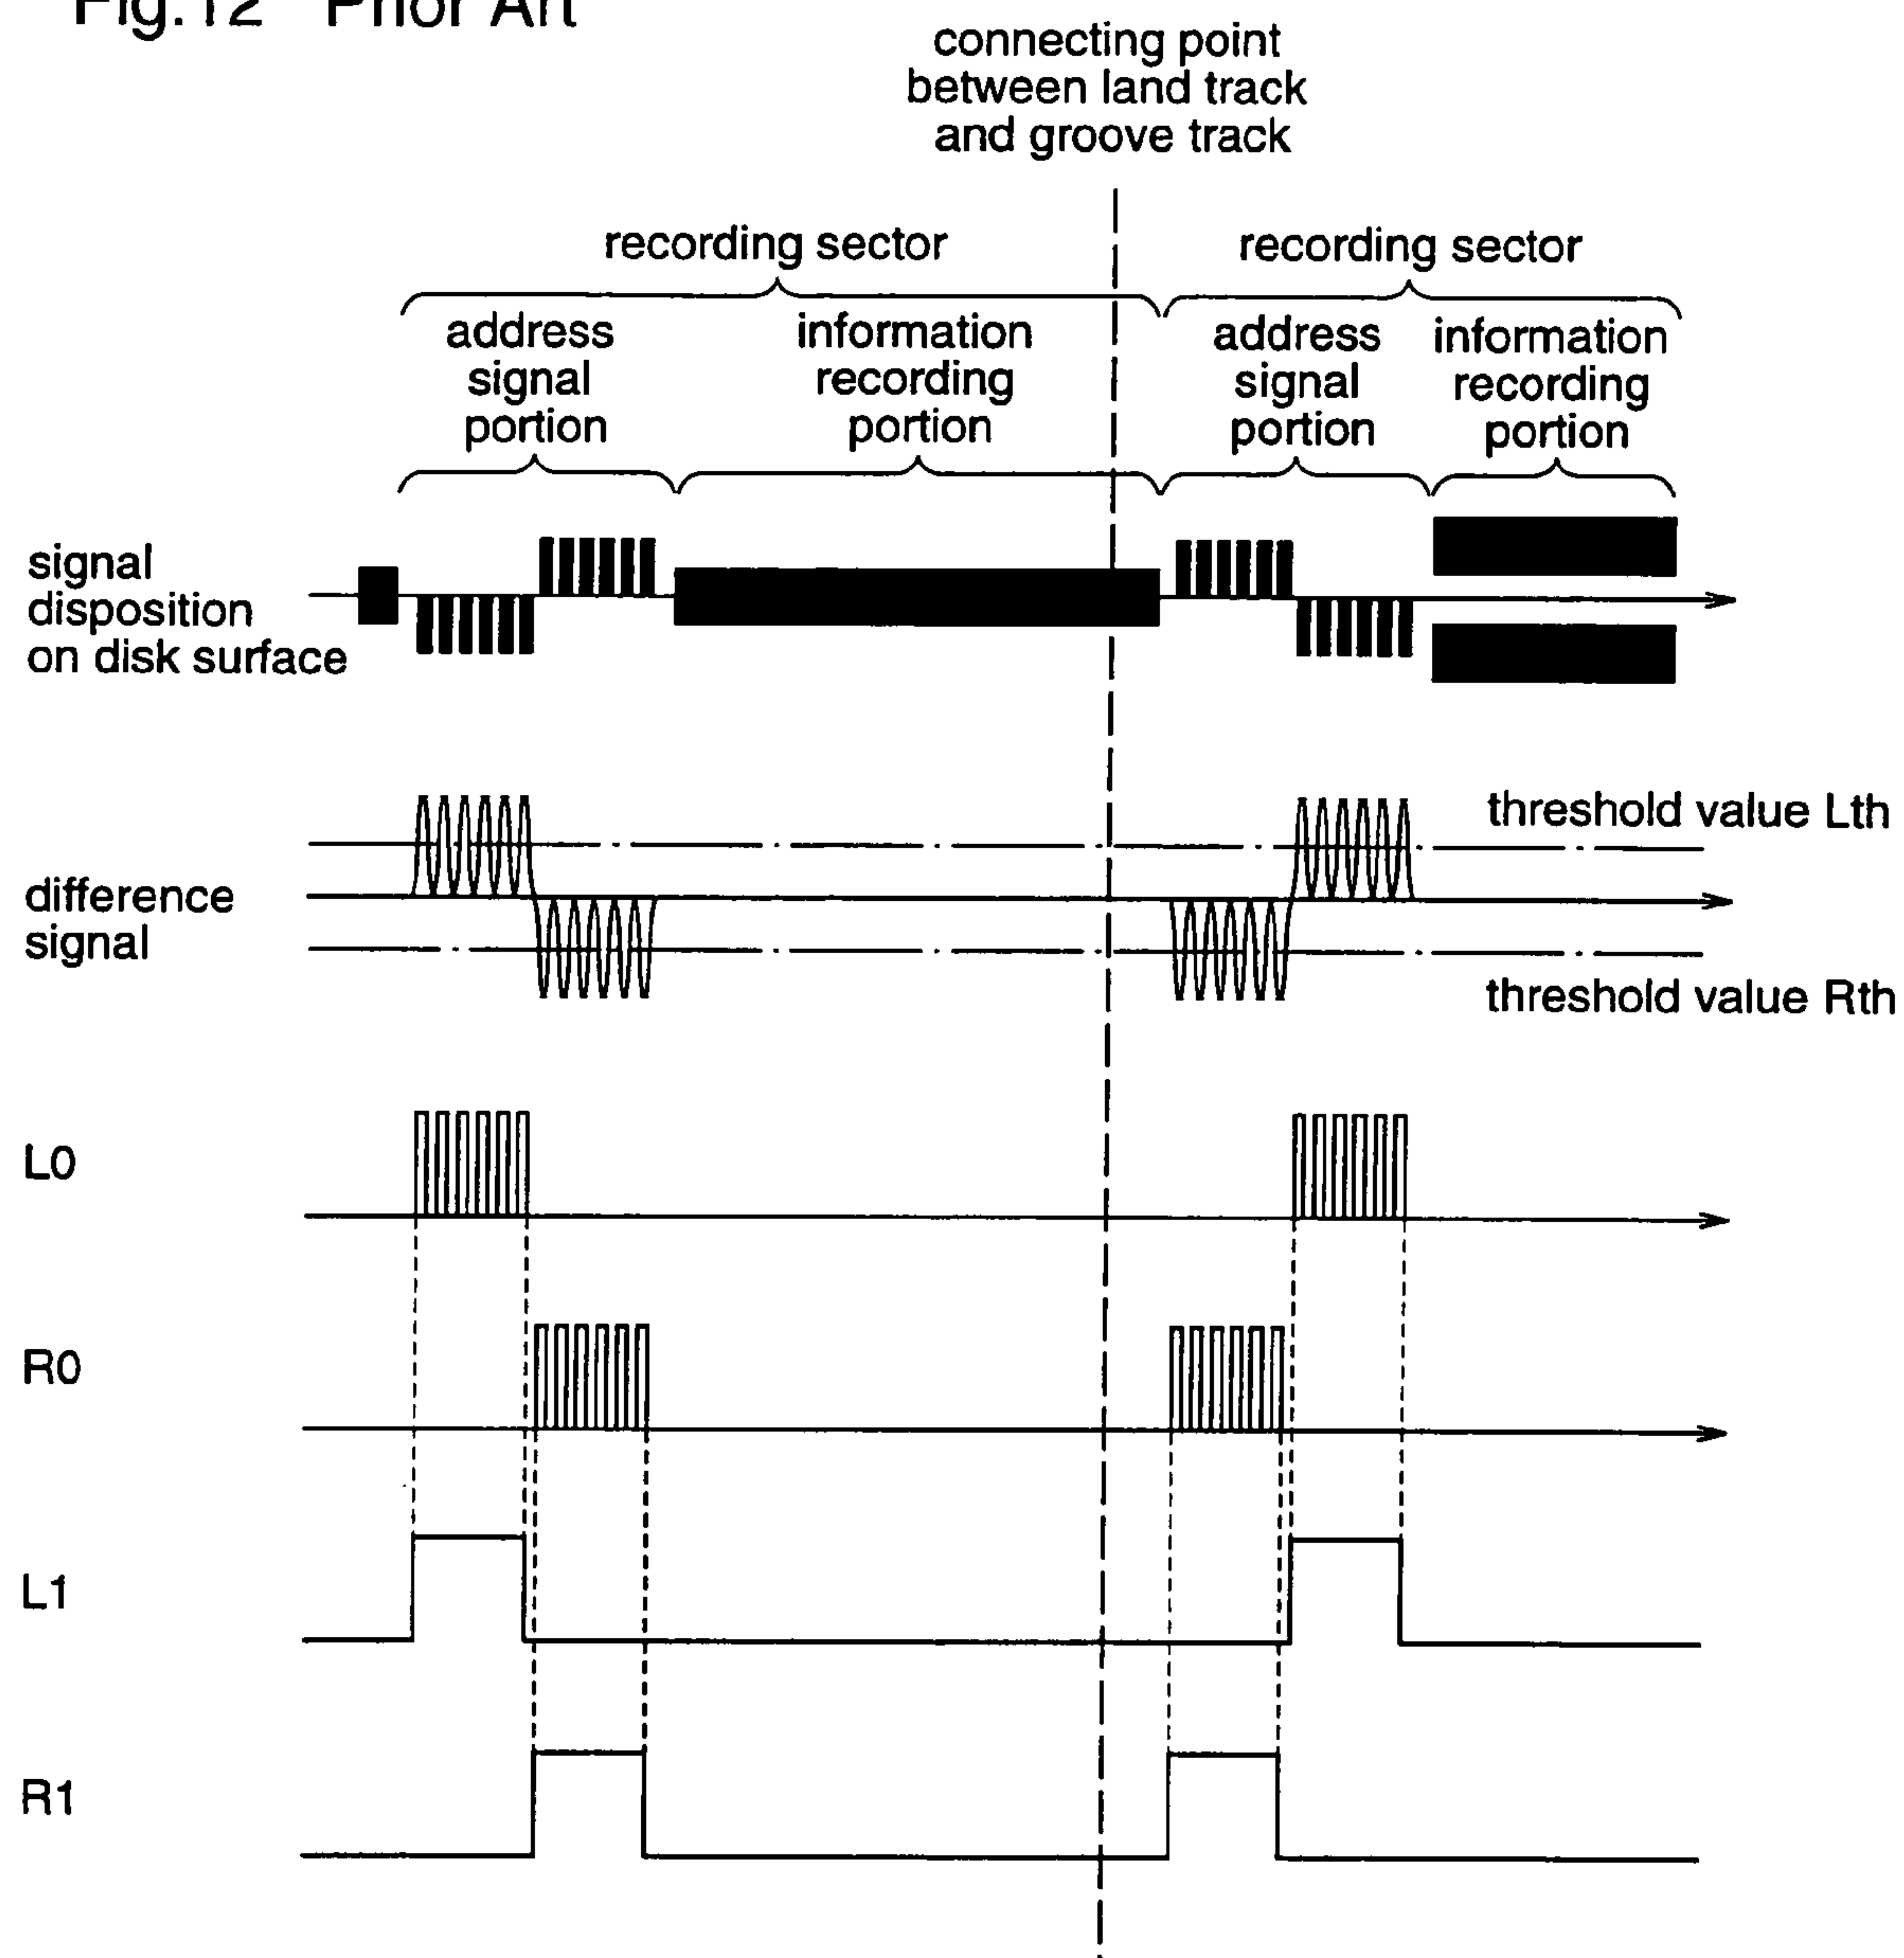 Fig.12 Prior Art
connecting point
between land track
and groove track
recording sector
recording sector
address
signal
portion
information
recording
portion
address
signal
portion
information
recording
portion
signal
disposition
on disk surface
threshold value Lth
difference
signal
threshold value Rth
L0
R0
L1
R1